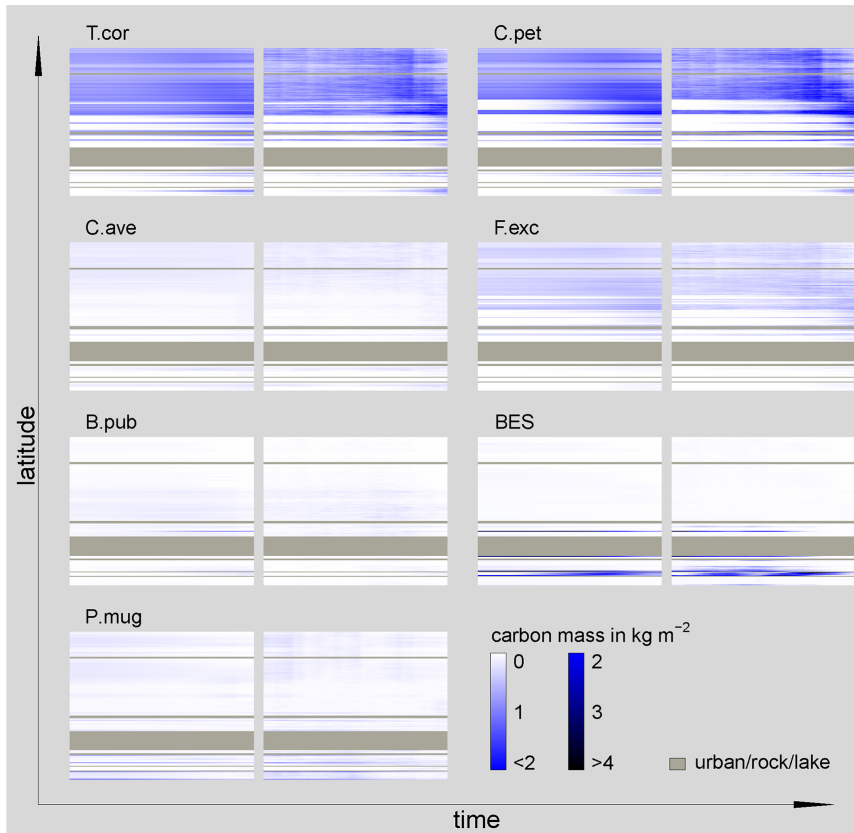 T.cor
C.pet
C.ave
F.exc
B.pub
BES
P.mug
carbon mass in kg m⁻²
0
1
<2
2
3
>4
urban/rock/lake
latitude
time